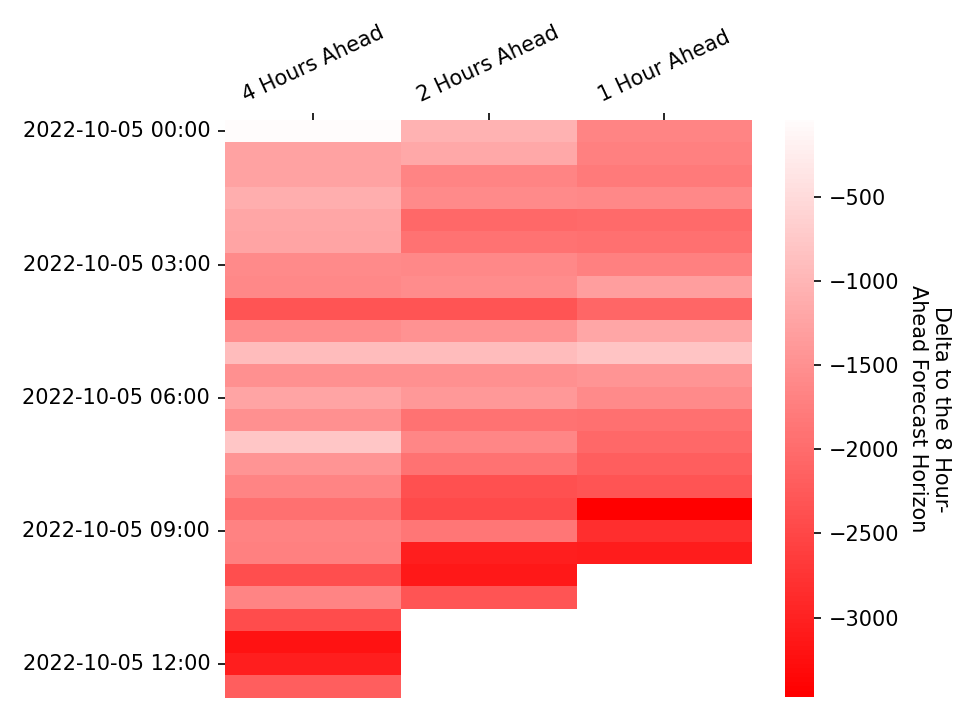 4 Hours Ahead
2 Hours Ahead
1 Hour Ahead
2022-10-05 00:00
2022-10-05 03:00
2022-10-05 06:00
2022-10-05 09:00
2022-10-05 12:00
−500
−1000
−1500
−2000
−2500
−3000
Delta to the 8 Hour-
Ahead Forecast Horizon